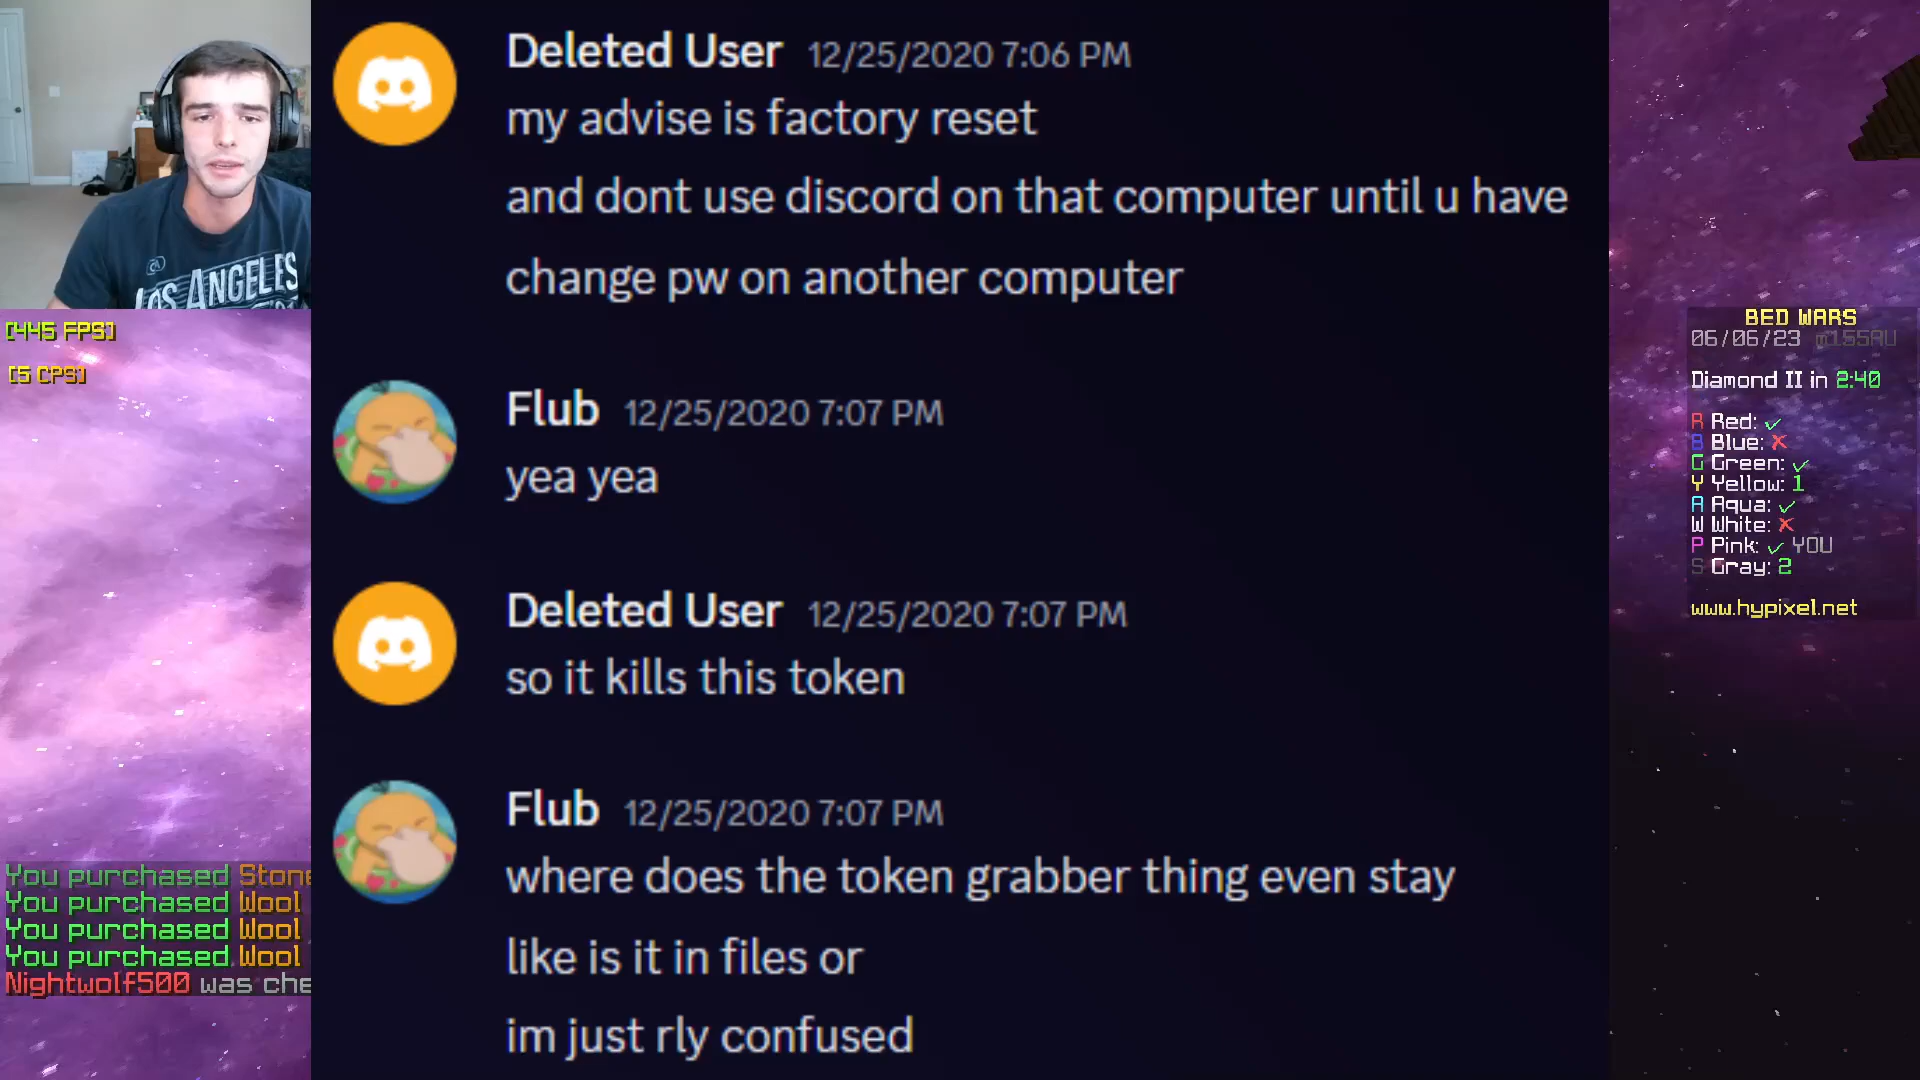 Deleted User 12/25/2020 7:06 PM
my advise is factory reset
and dont use discord on that computer until u have
change pw on another computer
Flub 12/25/2020 7:07 PM
yea yea
Deleted User 12/25/2020 7:07 PM
so it kills this token
Flub 12/25/2020 7:07 PM
where does the token grabber thing even stay
like is it in files or
im just rly confused
LOS ANGELES
[445 FPS]
[5 CPS]
You purchased Stone
You purchased Wool
You purchased Wool
You purchased Wool
Nightwolf500 was che
BED WARS
06/06/23
Diamond II in 2:40
R Red: ✓
B Blue: ✗
G Green: ✓
Y Yellow: 1
A Aqua: ✓
W White: ✗
P Pink: ✓ YOU
S Gray: 2
www.hypixel.net